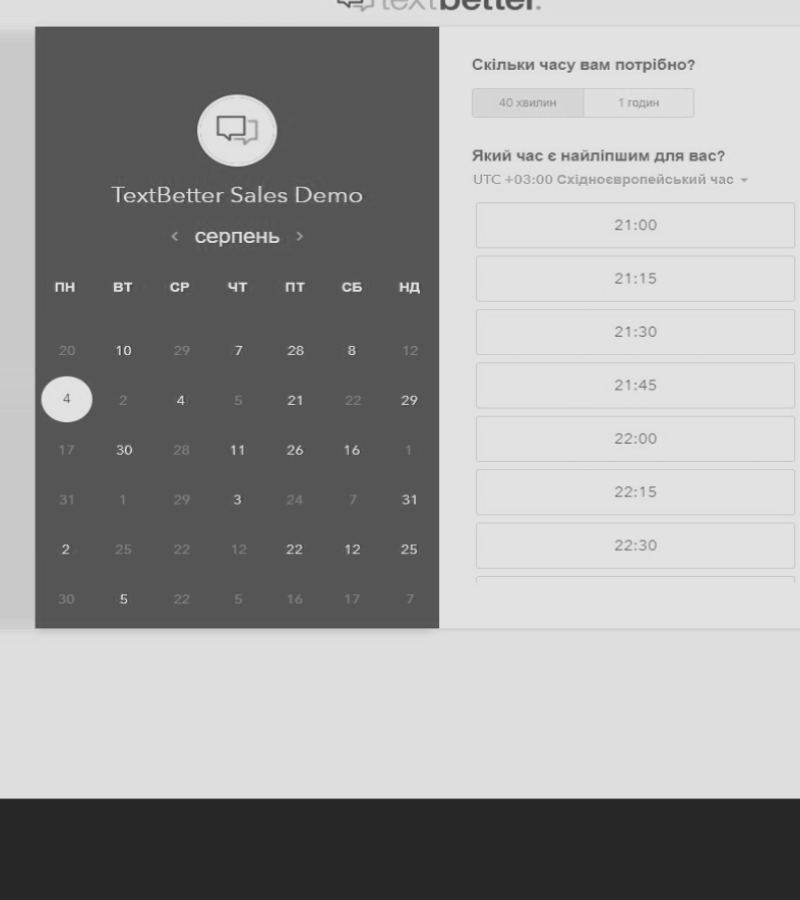 textbetter.
TextBetter Sales Demo
‹ серпень ›
ПН ВТ СР ЧТ ПТ СБ НД
20 10 29 7 28 8 12
4 2 4 5 21 22 29
17 30 28 11 26 16 1
31 1 29 3 24 7 31
2 25 22 12 22 12 25
30 5 22 5 16 17 7
Скільки часу вам потрібно?
40 хвилин 1 годин
Який час є найліпшим для вас?
UTC +03:00 Східноєвропейський час
21:00
21:15
21:30
21:45
22:00
22:15
22:30